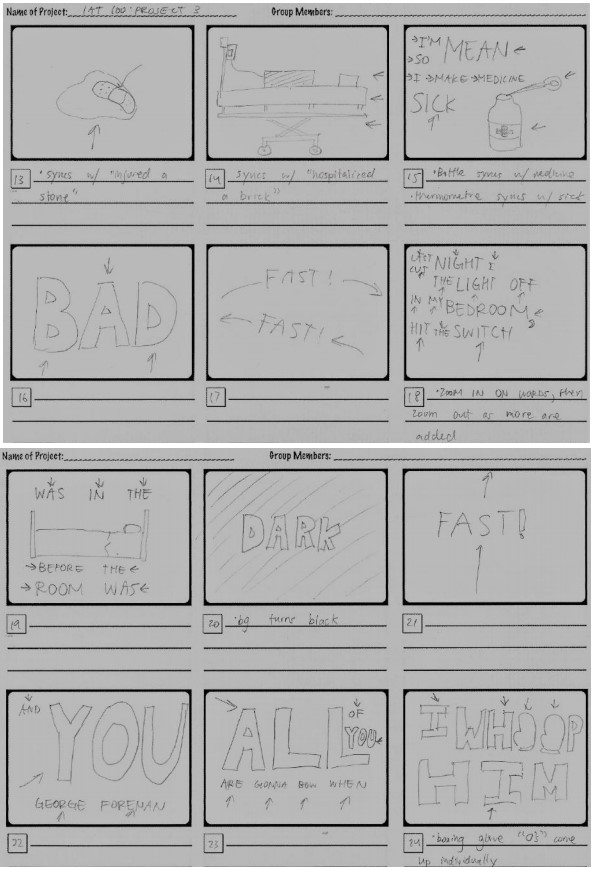 Name of Project: IAT 100: PROJECT 3 Group Members:
I'M
SO MEAN
I MAKE MEDICINE
SICK
13 • syncs w/ "injured a
stone"
14 syncs w/ "hospitalized
a brick"
15 • Bottle syncs w/ medicine
• thermometre syncs w/ sick
BAD
FAST!
FAST!
LAST NIGHT I
CUT THE LIGHT OFF
IN MY BEDROOM,
HIT THE SWITCH
16
17
18 • ZOOM IN ON WORDS, then
zoom out as more are
added
Name of Project: Group Members:
WAS IN THE
BEFORE THE
ROOM WAS
DARK
FAST!
19
20 • bg turns black
21
AND
YOU
GEORGE FOREMAN
ALL OF
YOU
ARE GONNA BOW WHEN
I WHOOP
HIM
22
23
24 • boxing glove "O's" come
up individually